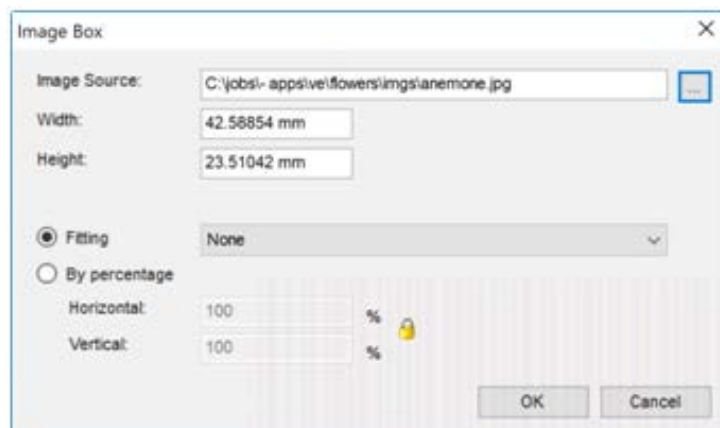 Image Box
Image Source: C:\jobs\- apps\ve\flowers\imgs\anemone.jpg ...
Width: 42.58854 mm
Height: 23.51042 mm
Fitting None
By percentage
Horizontal: 100 %
Vertical: 100 %
OK Cancel